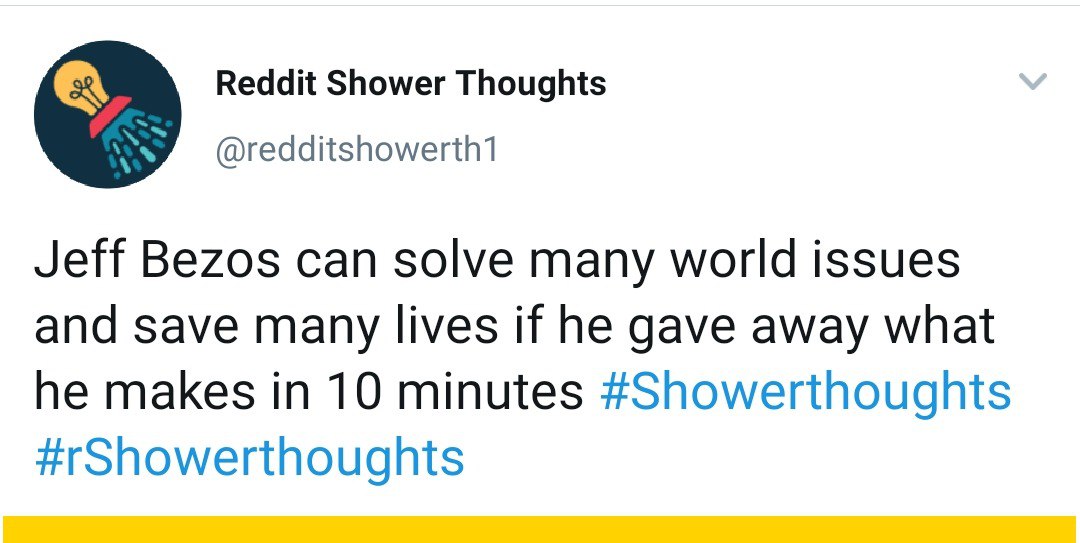 Reddit Shower Thoughts
@redditshowerth1
Jeff Bezos can solve many world issues
and save many lives if he gave away what
he makes in 10 minutes #Showerthoughts
#rShowerthoughts